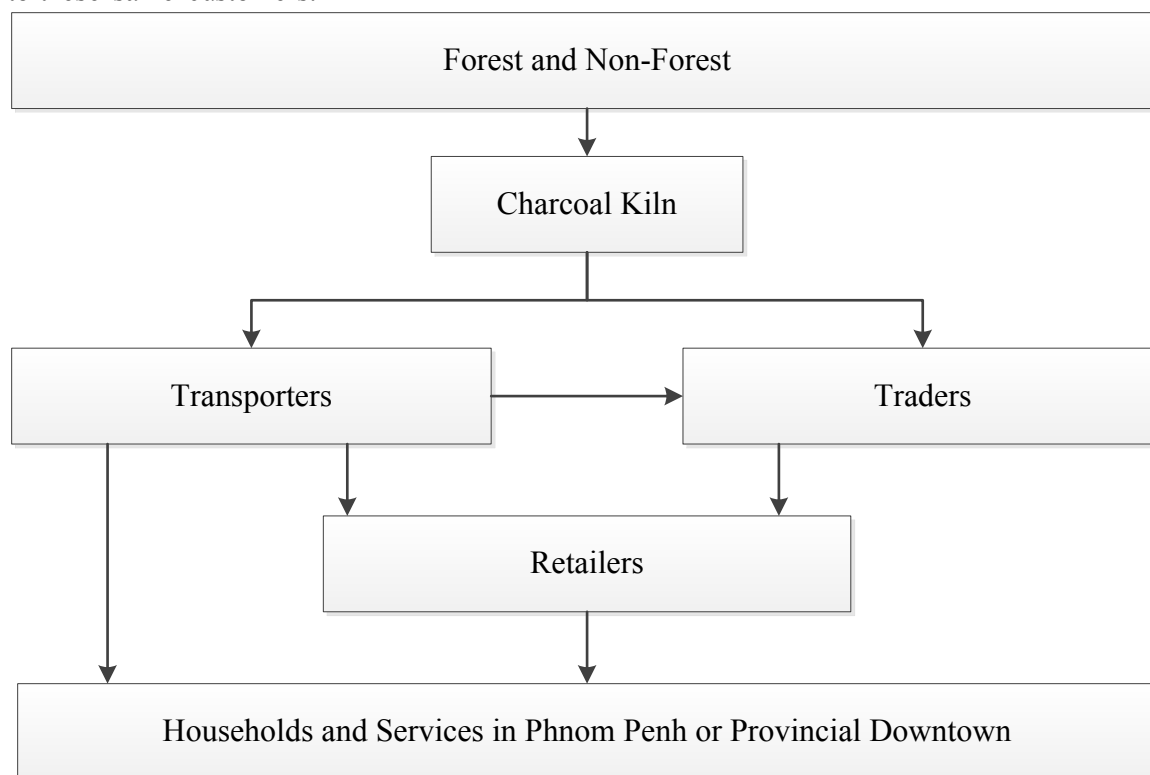 Forest and Non-Forest
Charcoal Kiln
Transporters
Traders
Retailers
Households and Services in Phnom Penh or Provincial Downtown